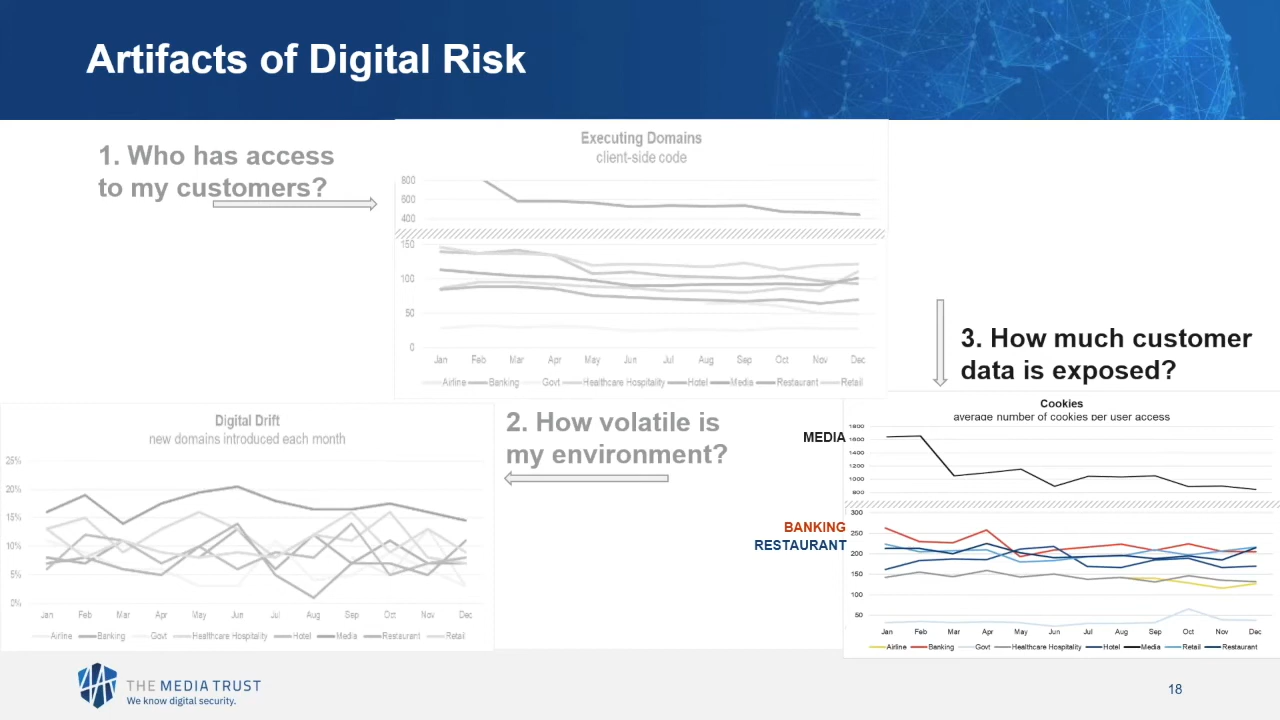 Artifacts of Digital Risk
1. Who has access
to my customers?
Executing Domains
client-side code
800
600
400
150
100
50
0
Jan Feb Mar Apr May Jun Jul Aug Sep Oct Nov Dec
Airline Banking Govt Healthcare Hospitality Hotel Media Restaurant Retail
3. How much customer
data is exposed?
Digital Drift
new domains introduced each month
25%
20%
15%
10%
5%
0%
Jan Feb Mar Apr May Jun Jul Aug Sep Oct Nov Dec
Airline Banking Govt Healthcare Hospitality Hotel Media Restaurant Retail
2. How volatile is
my environment?
Cookies
average number of cookies per user access
MEDIA
1800
1600
1400
1200
1000
800
BANKING
RESTAURANT
300
250
200
150
100
50
Jan Feb Mar Apr May Jun Jul Aug Sep Oct Nov Dec
Airline Banking Govt Healthcare Hospitality Hotel Media Retail Restaurant
THE MEDIA TRUST
We know digital security.
18